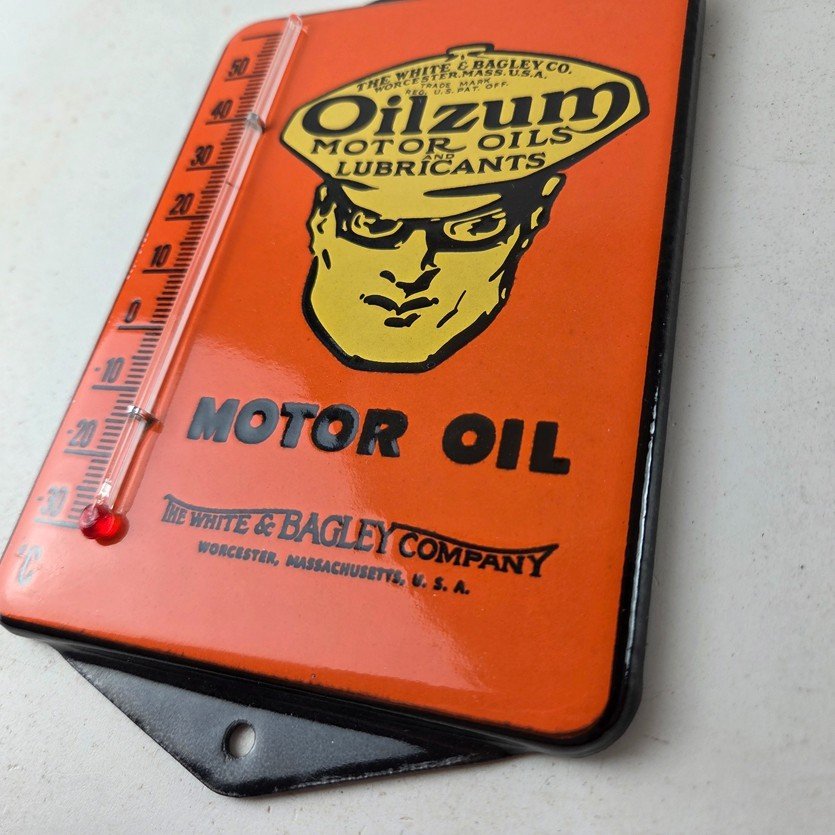 THE WHITE & BAGLEY CO.
WORCESTER.MASS.U.S.A.
TRADE MARK
REG. U.S. PAT. OFF.
Oilzum
MOTOR OILS
AND
LUBRICANTS
50
40
30
20
10
0
-10
-20
-30
°C
MOTOR OIL
THE WHITE & BAGLEY COMPANY
WORCESTER, MASSACHUSETTS, U. S. A.